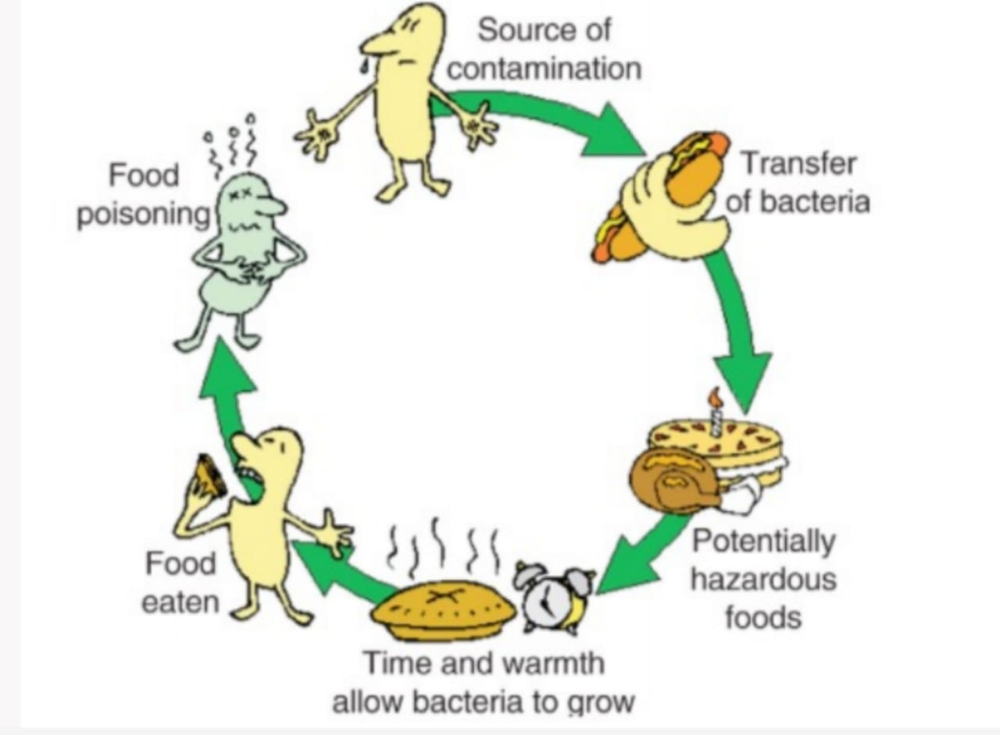 Source of
contamination
Transfer
of bacteria
Potentially
hazardous
foods
Time and warmth
allow bacteria to grow
Food
eaten
Food
poisoning